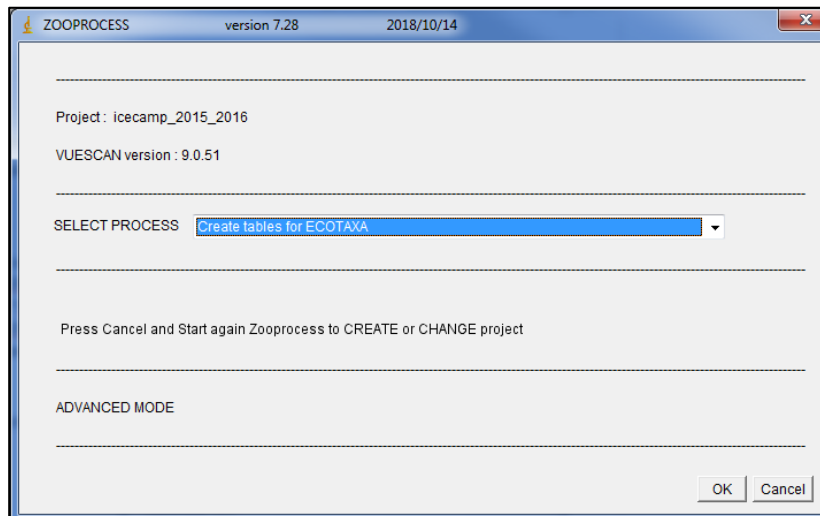 ZOOPROCESS version 7.28 2018/10/14
Project : icecamp_2015_2016
VUESCAN version : 9.0.51
SELECT PROCESS Create tables for ECOTAXA
Press Cancel and Start again Zooprocess to CREATE or CHANGE project
ADVANCED MODE
OK Cancel